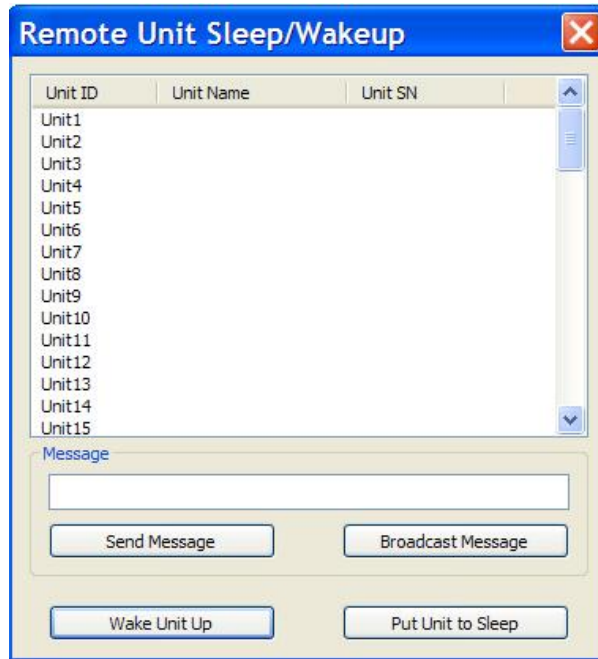 Remote Unit Sleep/Wakeup
Unit ID Unit Name Unit SN
Unit1
Unit2
Unit3
Unit4
Unit5
Unit6
Unit7
Unit8
Unit9
Unit10
Unit11
Unit12
Unit13
Unit14
Unit15
Message
Send Message Broadcast Message
Wake Unit Up Put Unit to Sleep